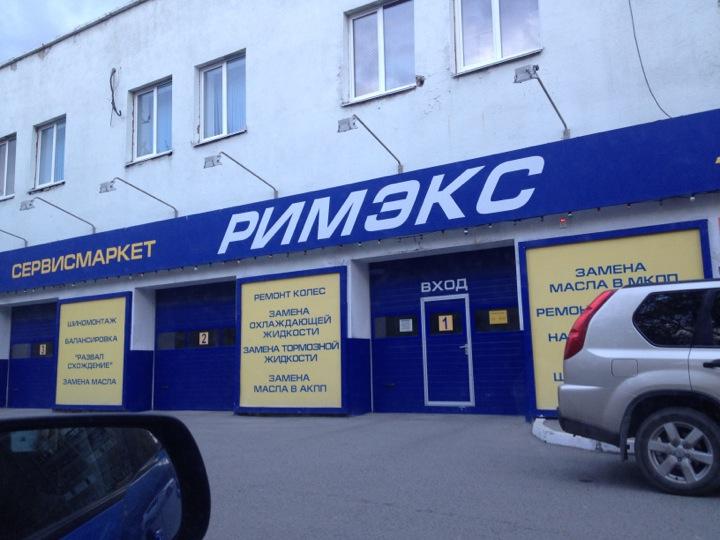 СЕРВИСМАРКЕТ
РИМЭКС
ШИНОМОНТАЖ
БАЛАНСИРОВКА
"РАЗВАЛ
СХОЖДЕНИЕ"
ЗАМЕНА МАСЛА
РЕМОНТ КОЛЕС
ЗАМЕНА
ОХЛАЖДАЮЩЕЙ
ЖИДКОСТИ
ЗАМЕНА ТОРМОЗНОЙ
ЖИДКОСТИ
ЗАМЕНА
МАСЛА В АКПП
ВХОД
ЗАМЕНА
МАСЛА В МКПП
3
2
1